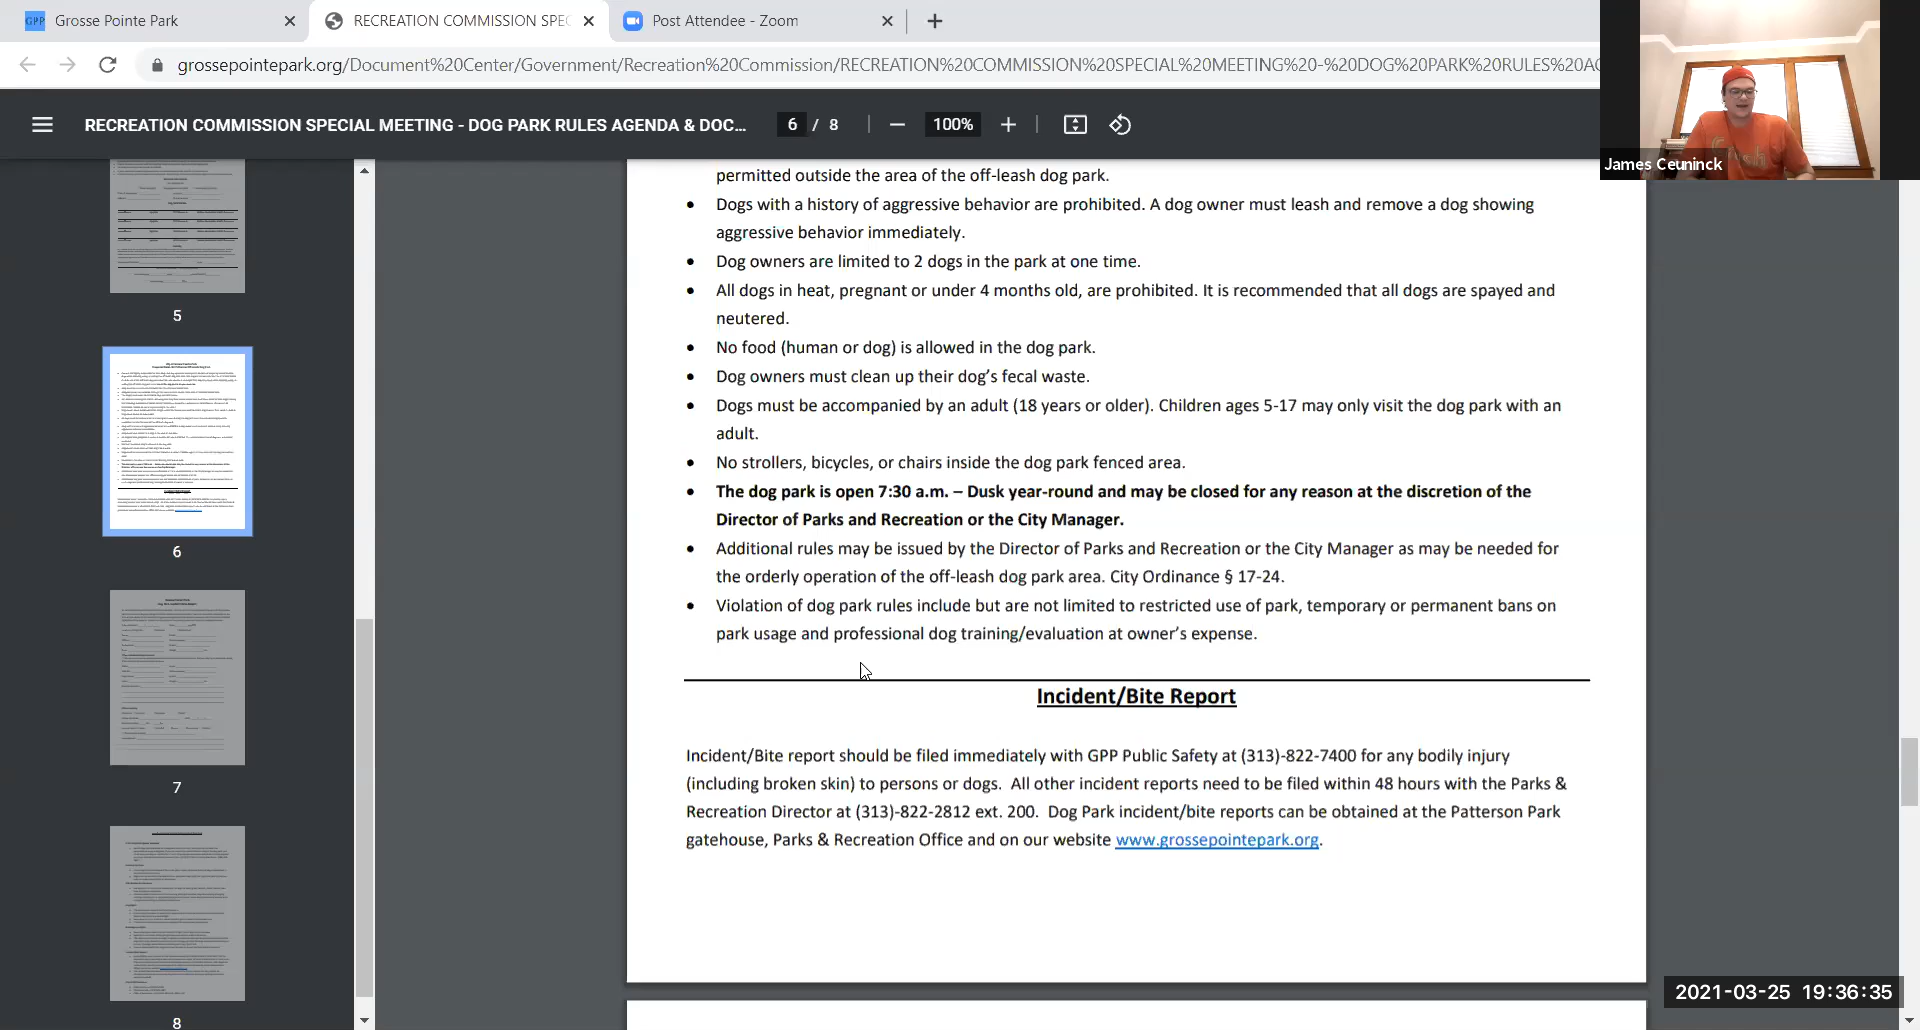 Grosse Pointe Park
RECREATION COMMISSION SPEC
Post Attendee - Zoom
grossepointepark.org/Document%20Center/Government/Recreation%20Commission/RECREATION%20COMMISSION%20SPECIAL%20MEETING%20-%20DOG%20PARK%20RULES%20AC
RECREATION COMMISSION SPECIAL MEETING - DOG PARK RULES AGENDA & DOC...
6 / 8
100%
James Ceuninck
5
6
7
8
permitted outside the area of the off-leash dog park.
• Dogs with a history of aggressive behavior are prohibited. A dog owner must leash and remove a dog showing
aggressive behavior immediately.
• Dog owners are limited to 2 dogs in the park at one time.
• All dogs in heat, pregnant or under 4 months old, are prohibited. It is recommended that all dogs are spayed and
neutered.
• No food (human or dog) is allowed in the dog park.
• Dog owners must clean up their dog's fecal waste.
• Dogs must be accompanied by an adult (18 years or older). Children ages 5-17 may only visit the dog park with an
adult.
• No strollers, bicycles, or chairs inside the dog park fenced area.
• The dog park is open 7:30 a.m. – Dusk year-round and may be closed for any reason at the discretion of the
Director of Parks and Recreation or the City Manager.
• Additional rules may be issued by the Director of Parks and Recreation or the City Manager as may be needed for
the orderly operation of the off-leash dog park area. City Ordinance § 17-24.
• Violation of dog park rules include but are not limited to restricted use of park, temporary or permanent bans on
park usage and professional dog training/evaluation at owner's expense.
Incident/Bite Report
Incident/Bite report should be filed immediately with GPP Public Safety at (313)-822-7400 for any bodily injury
(including broken skin) to persons or dogs. All other incident reports need to be filed within 48 hours with the Parks &
Recreation Director at (313)-822-2812 ext. 200. Dog Park incident/bite reports can be obtained at the Patterson Park
gatehouse, Parks & Recreation Office and on our website www.grossepointepark.org.
2021-03-25 19:36:35